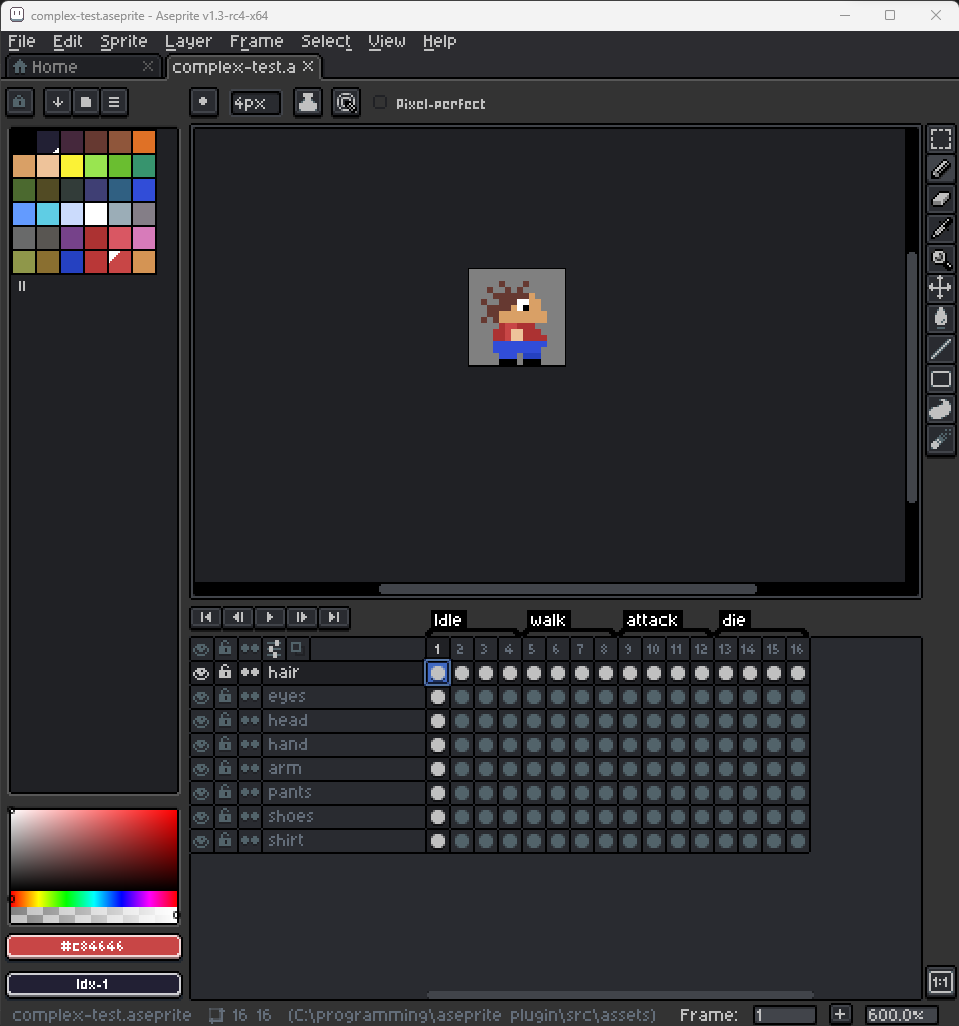 complex-test.aseprite - Aseprite v1.3-rc4-x64
File Edit Sprite Layer Frame Select View Help
Home complex-test.a
4px Pixel-perfect
Idle walk attack die
1 2 3 4 5 6 7 8 9 10 11 12 13 14 15 16
hair
eyes
head
hand
arm
pants
shoes
shirt
#c84646
Idx-1
1:1
complex-test.aseprite 16 16 (C:\programming\aseprite plugin\src\assets) Frame: 1 + 600.0%